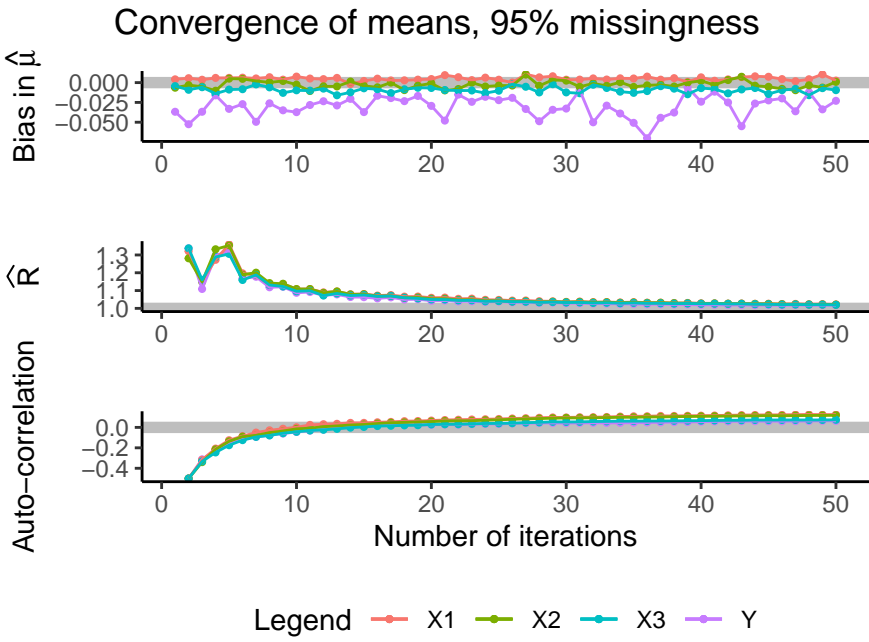 Convergence of means, 95% missingness
Bias in μ̂
0.000
−0.025
−0.050
0 10 20 30 40 50
R̂
1.3
1.2
1.1
1.0
0 10 20 30 40 50
Auto−correlation
0.0
−0.2
−0.4
0 10 20 30 40 50
Number of iterations
Legend X1 X2 X3 Y